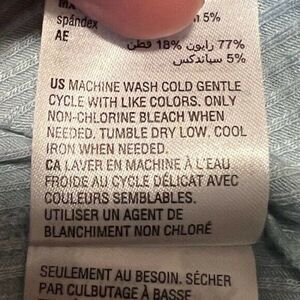 MX
spándex
n 5%
AE
77% رايون 18% قطن
5% سباندكس
US MACHINE WASH COLD GENTLE
CYCLE WITH LIKE COLORS. ONLY
NON-CHLORINE BLEACH WHEN
NEEDED. TUMBLE DRY LOW. COOL
IRON WHEN NEEDED.
CA LAVER EN MACHINE À L'EAU
FROIDE AU CYCLE DÉLICAT AVEC
COULEURS SEMBLABLES.
UTILISER UN AGENT DE
BLANCHIMENT NON CHLORÉ
SEULEMENT AU BESOIN. SÉCHER
PAR CULBUTAGE À BASSE